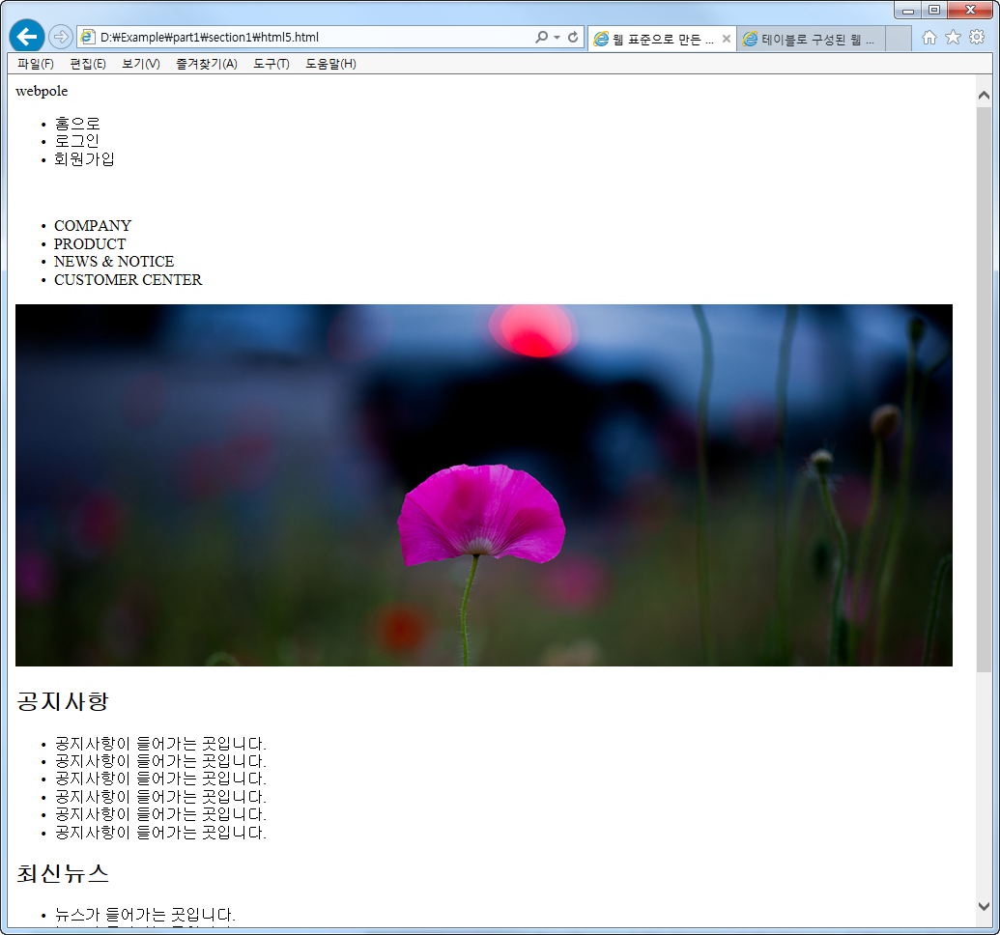 D:\Example\part1\section1\html5.html
웹 표준으로 만든 ...
테이블로 구성된 웹 ...
파일(F) 편집(E) 보기(V) 즐겨찾기(A) 도구(T) 도움말(H)
webpole
• 홈으로
• 로그인
• 회원가입
• COMPANY
• PRODUCT
• NEWS & NOTICE
• CUSTOMER CENTER
공지사항
• 공지사항이 들어가는 곳입니다.
• 공지사항이 들어가는 곳입니다.
• 공지사항이 들어가는 곳입니다.
• 공지사항이 들어가는 곳입니다.
• 공지사항이 들어가는 곳입니다.
• 공지사항이 들어가는 곳입니다.
최신뉴스
• 뉴스가 들어가는 곳입니다.